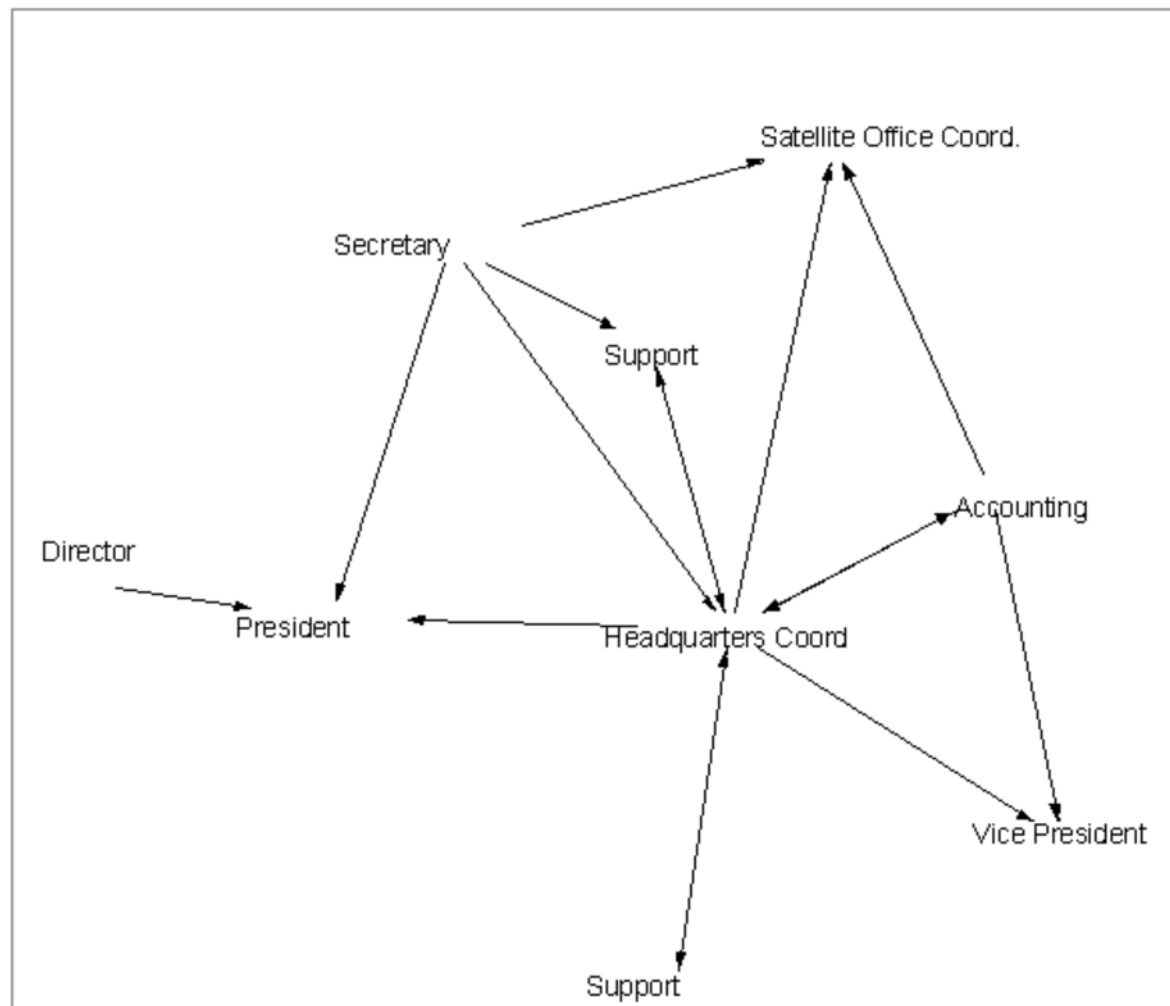 Satellite Office Coord.
Secretary
Support
Accounting
Director
President
Headquarters Coord
Vice President
Support